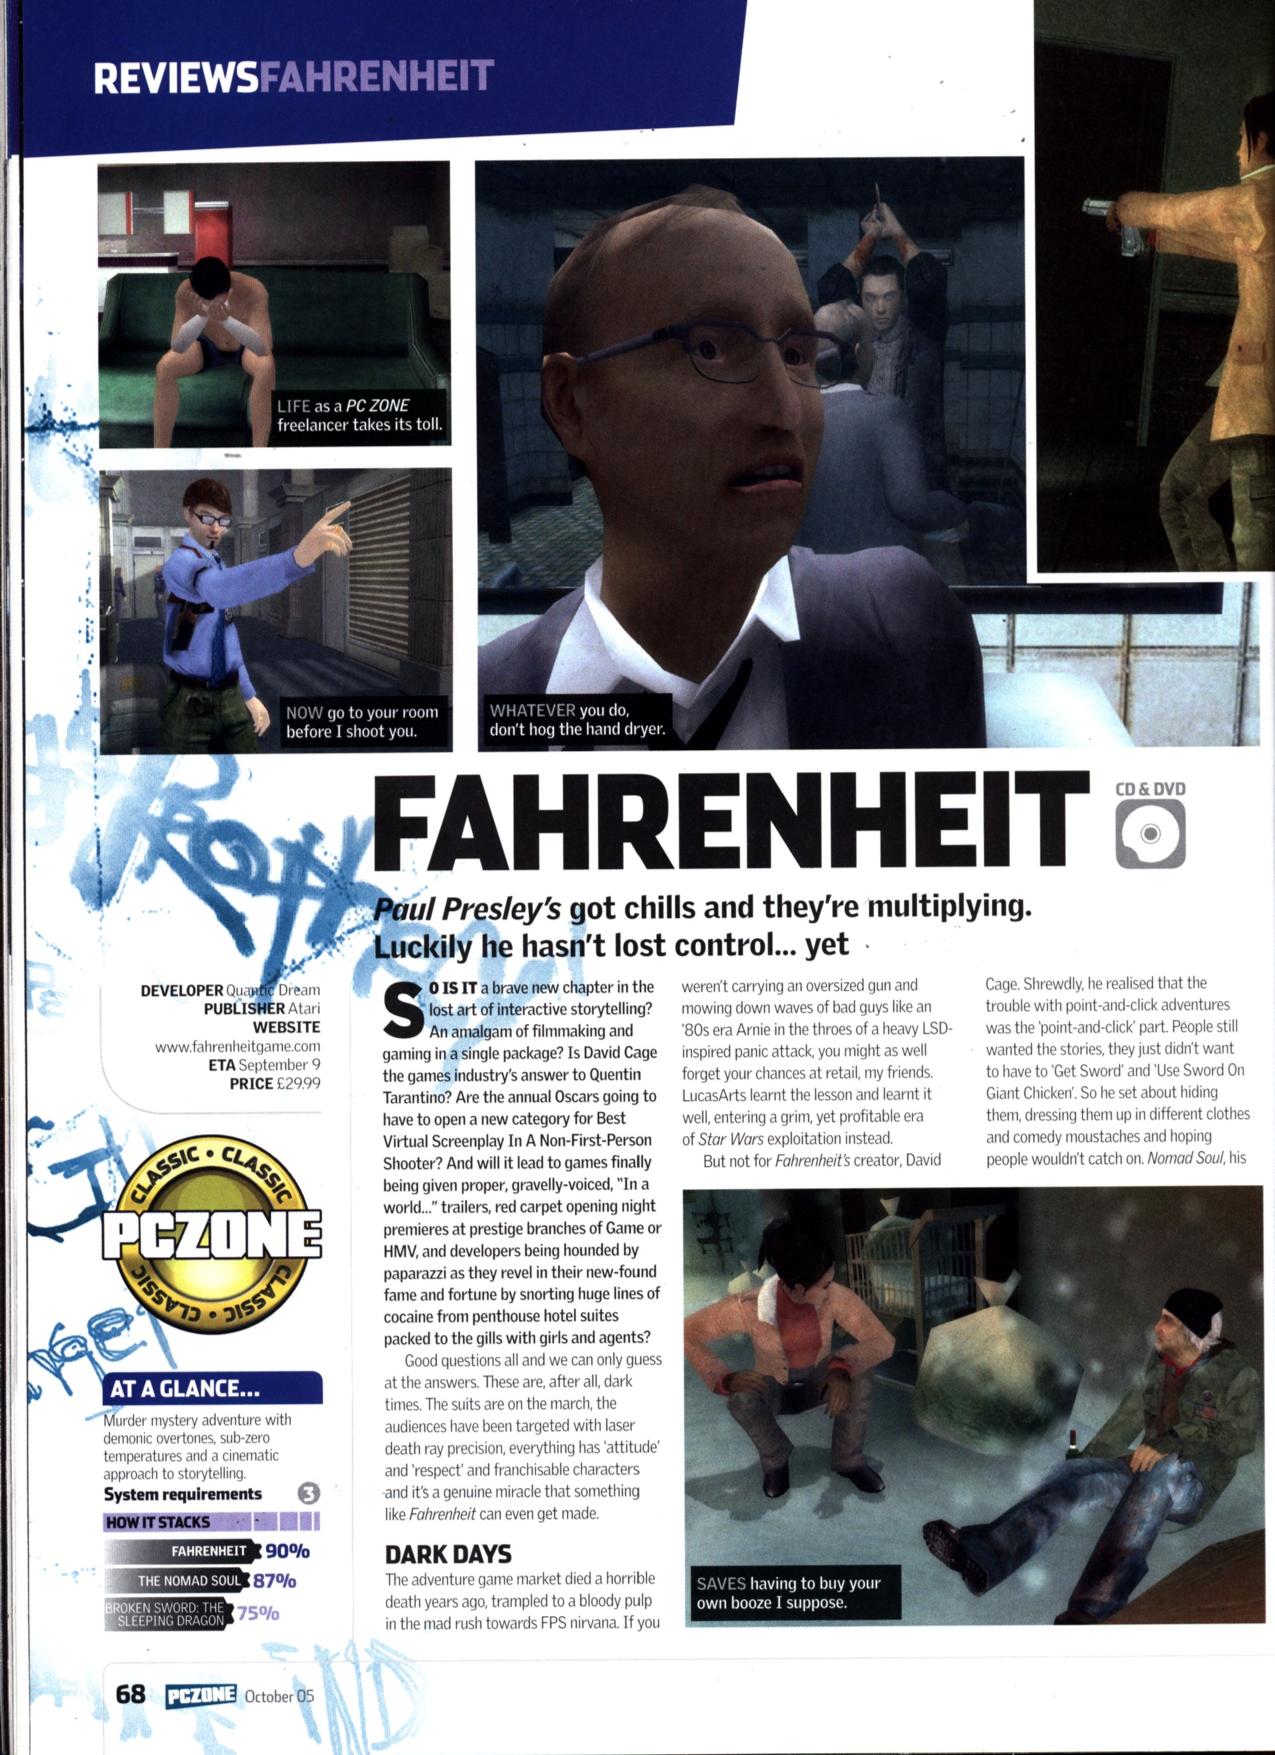 REVIEWSFAHRENHEIT
LIFE as a PC ZONE
freelancer takes its toll.
NOW go to your room
before I shoot you.
WHATEVER you do,
don't hog the hand dryer.
FAHRENHEIT
CD & DVD
Paul Presley's got chills and they're multiplying.
Luckily he hasn't lost control... yet
DEVELOPER Quantic Dream
PUBLISHER Atari
WEBSITE
www.fahrenheitgame.com
ETA September 9
PRICE £29.99
CLASSIC • CLASSIC
PCZONE
CLASSIC • CLASSIC
AT A GLANCE...
Murder mystery adventure with
demonic overtones, sub-zero
temperatures and a cinematic
approach to storytelling.
System requirements 3
HOW IT STACKS
FAHRENHEIT 90%
THE NOMAD SOUL 87%
BROKEN SWORD: THE
SLEEPING DRAGON 75%
SO IS IT a brave new chapter in the
lost art of interactive storytelling?
An amalgam of filmmaking and
gaming in a single package? Is David Cage
the games industry's answer to Quentin
Tarantino? Are the annual Oscars going to
have to open a new category for Best
Virtual Screenplay In A Non-First-Person
Shooter? And will it lead to games finally
being given proper, gravelly-voiced, "In a
world..." trailers, red carpet opening night
premieres at prestige branches of Game or
HMV, and developers being hounded by
paparazzi as they revel in their new-found
fame and fortune by snorting huge lines of
cocaine from penthouse hotel suites
packed to the gills with girls and agents?
Good questions all and we can only guess
at the answers. These are, after all, dark
times. The suits are on the march, the
audiences have been targeted with laser
death ray precision, everything has 'attitude'
and 'respect' and franchisable characters
and it's a genuine miracle that something
like Fahrenheit can even get made.
DARK DAYS
The adventure game market died a horrible
death years ago, trampled to a bloody pulp
in the mad rush towards FPS nirvana. If you
weren't carrying an oversized gun and
mowing down waves of bad guys like an
'80s era Arnie in the throes of a heavy LSD-
inspired panic attack, you might as well
forget your chances at retail, my friends.
LucasArts learnt the lesson and learnt it
well, entering a grim, yet profitable era
of Star Wars exploitation instead.
But not for Fahrenheit's creator, David
Cage. Shrewdly, he realised that the
trouble with point-and-click adventures
was the 'point-and-click' part. People still
wanted the stories, they just didn't want
to have to 'Get Sword' and 'Use Sword On
Giant Chicken'. So he set about hiding
them, dressing them up in different clothes
and comedy moustaches and hoping
people wouldn't catch on. Nomad Soul, his
SAVES having to buy your
own booze I suppose.
68 PCZONE October 05